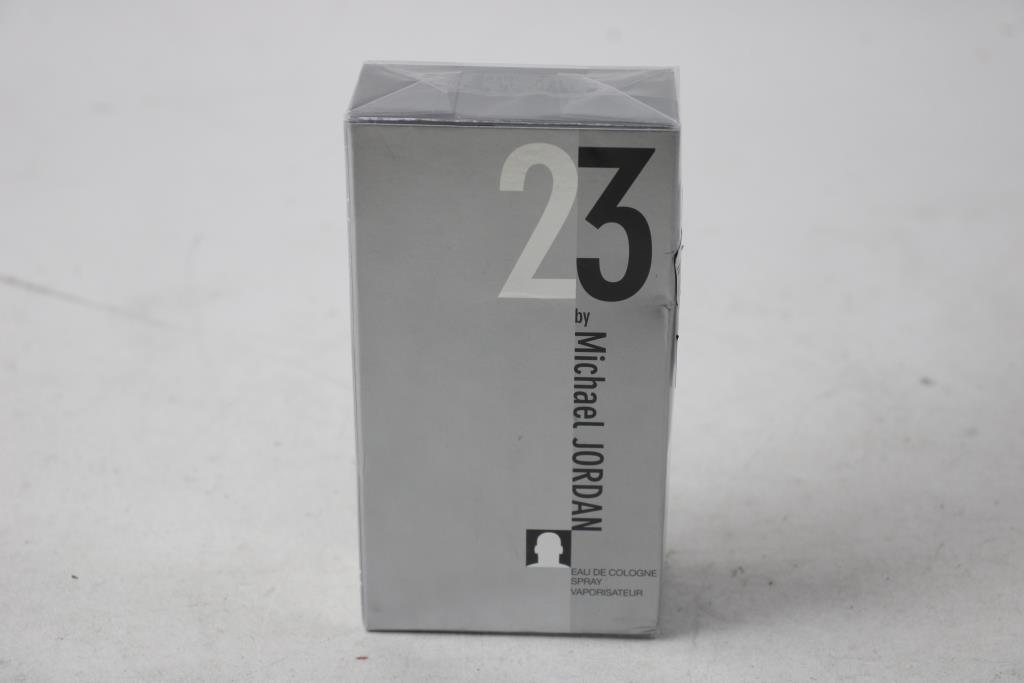 23
by
Michael JORDAN
EAU DE COLOGNE
SPRAY
VAPORISATEUR